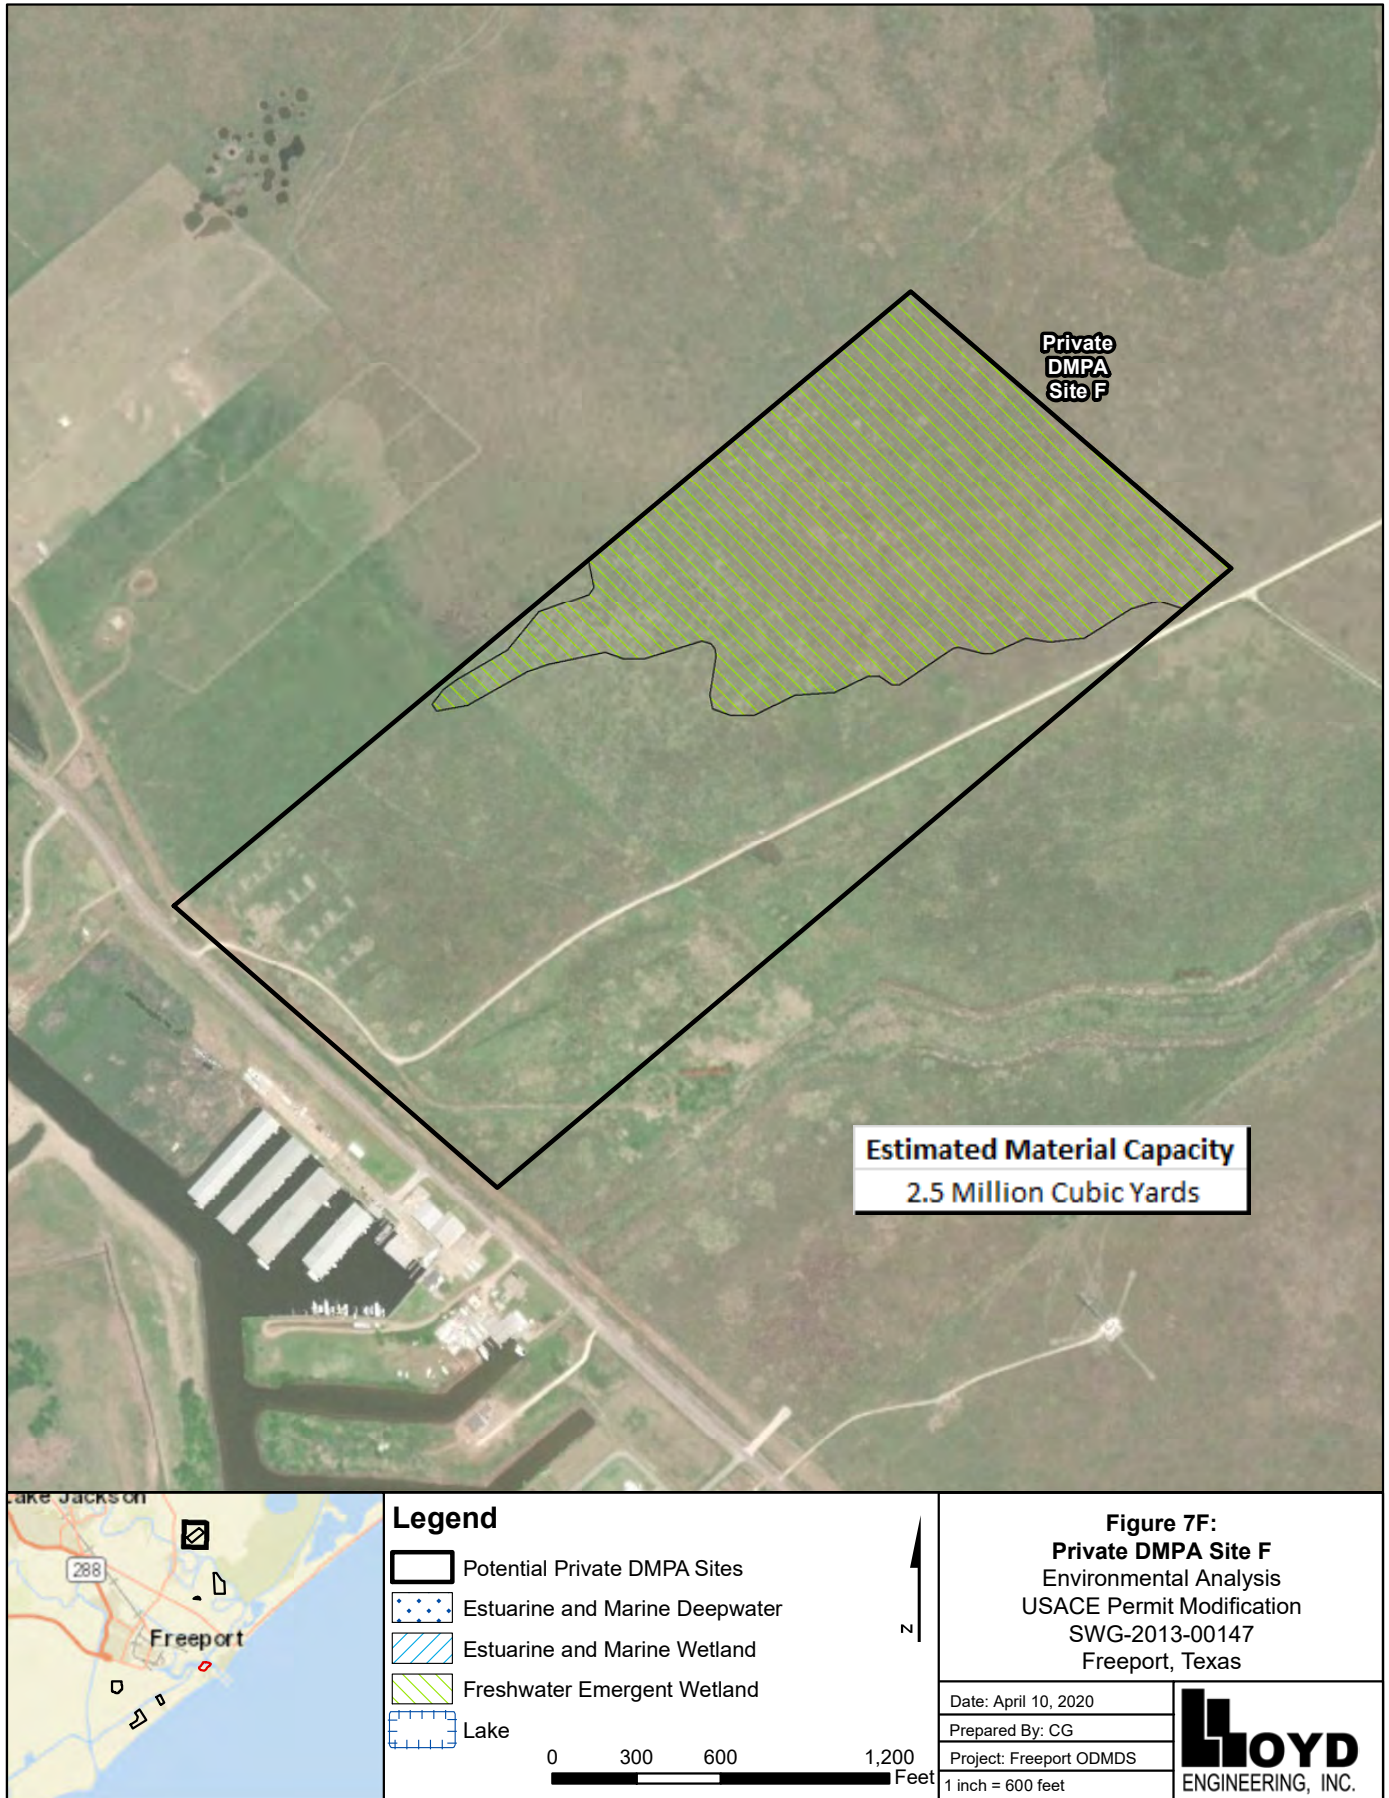 Private
DMPA
Site F
Estimated Material Capacity
2.5 Million Cubic Yards
Lake Jackson
288
Freeport
Legend
Potential Private DMPA Sites
Estuarine and Marine Deepwater
Estuarine and Marine Wetland
Freshwater Emergent Wetland
Lake
N
0 300 600 1,200
Feet
Figure 7F:
Private DMPA Site F
Environmental Analysis
USACE Permit Modification
SWG-2013-00147
Freeport, Texas
Date: April 10, 2020
Prepared By: CG
Project: Freeport ODMDS
1 inch = 600 feet
LLOYD
ENGINEERING, INC.